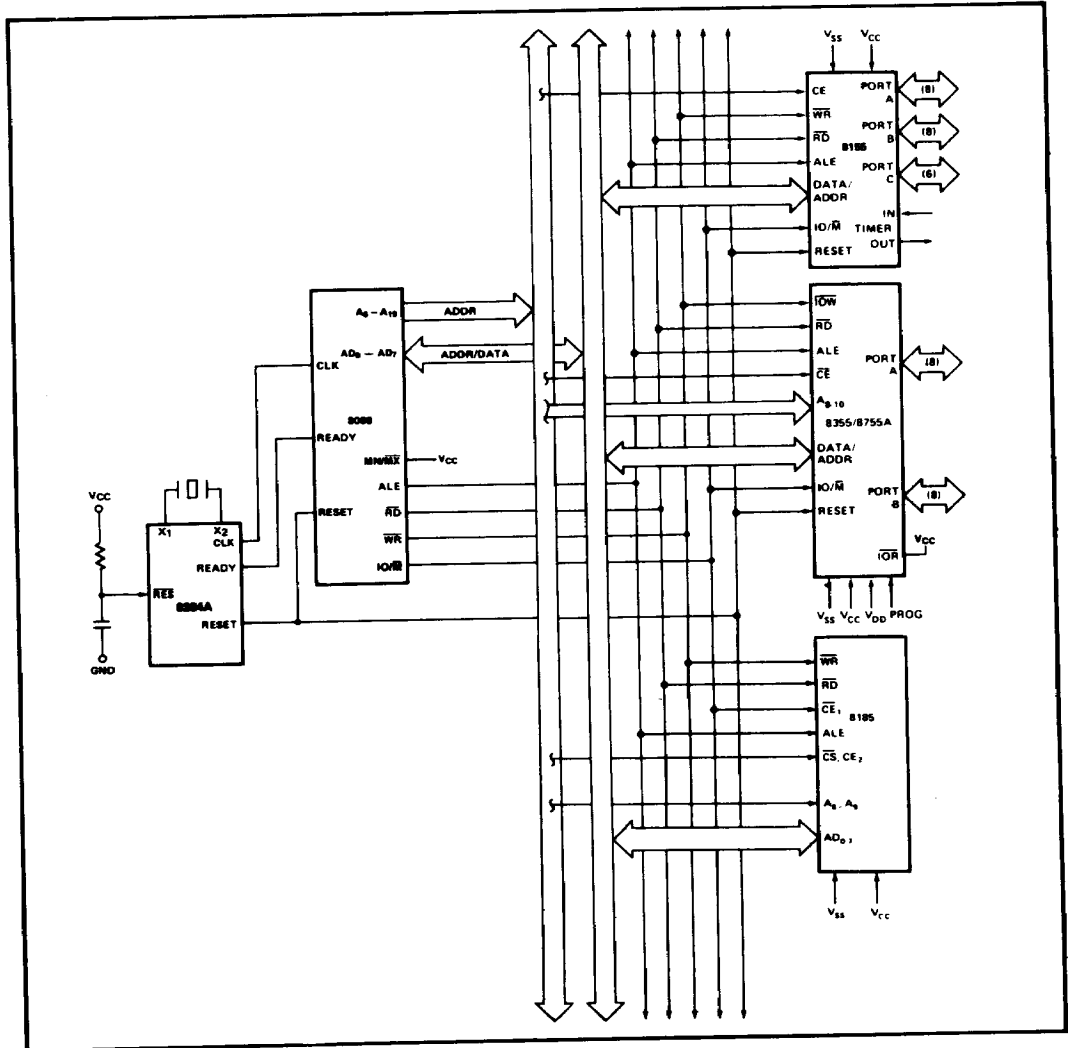 VCC
GND
X1 X2
CLK
READY
RES
8284A
RESET
A8 – A19
ADDR
AD0 – AD7
ADDR/DATA
CLK
8088
READY
MN/MX
VCC
ALE
RESET
RD
WR
IO/M
VSS VCC
CE
WR
RD
8155
ALE
DATA/
ADDR
IO/M
RESET
PORT
A
(8)
PORT
B
(8)
PORT
C
(6)
IN
TIMER
OUT
IOW
RD
ALE
CE
A8-10
8355/8755A
DATA/
ADDR
IO/M
RESET
PORT
A
(8)
PORT
B
(8)
IOR
VCC
VSS VCC VDD PROG
WR
RD
CE1
8185
ALE
CS, CE2
A8, A9
VSS VCC